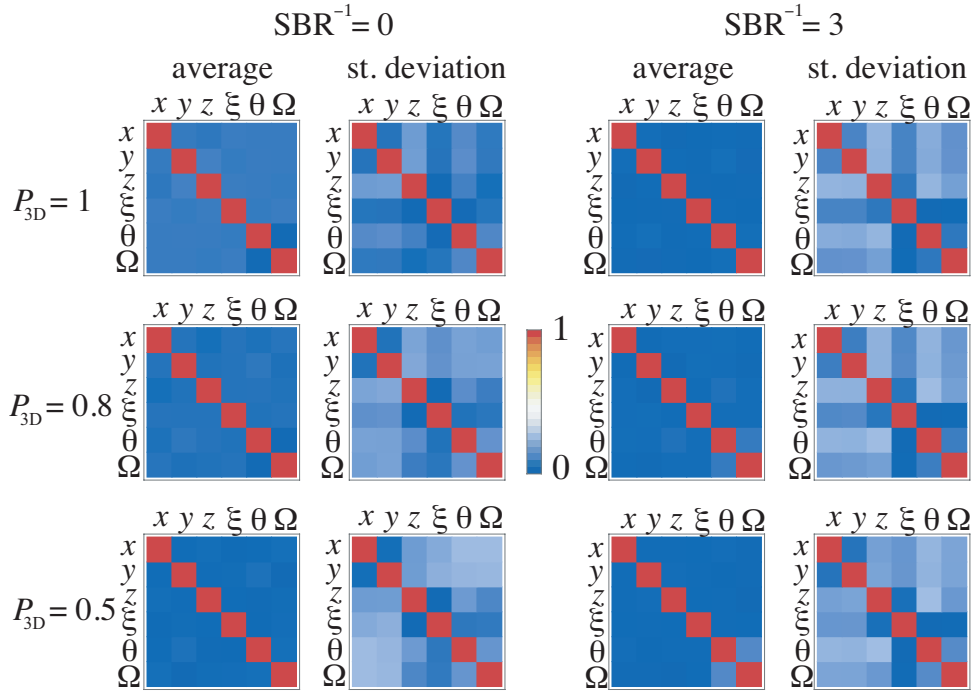 SBR⁻¹ = 0 SBR⁻¹ = 3
average st. deviation average st. deviation
x y z ξ θ Ω x y z ξ θ Ω x y z ξ θ Ω x y z ξ θ Ω
P3D = 1
x x x x
y y y y
z z z z
ξ ξ ξ ξ
θ θ θ θ
Ω Ω Ω Ω
x y z ξ θ Ω x y z ξ θ Ω x y z ξ θ Ω x y z ξ θ Ω
P3D = 0.8
x x x x
y y y y
z z z z
ξ ξ ξ ξ
θ θ θ θ
Ω Ω Ω Ω
1
0
x y z ξ θ Ω x y z ξ θ Ω x y z ξ θ Ω x y z ξ θ Ω
P3D = 0.5
x x x x
y y y y
z z z z
ξ ξ ξ ξ
θ θ θ θ
Ω Ω Ω Ω